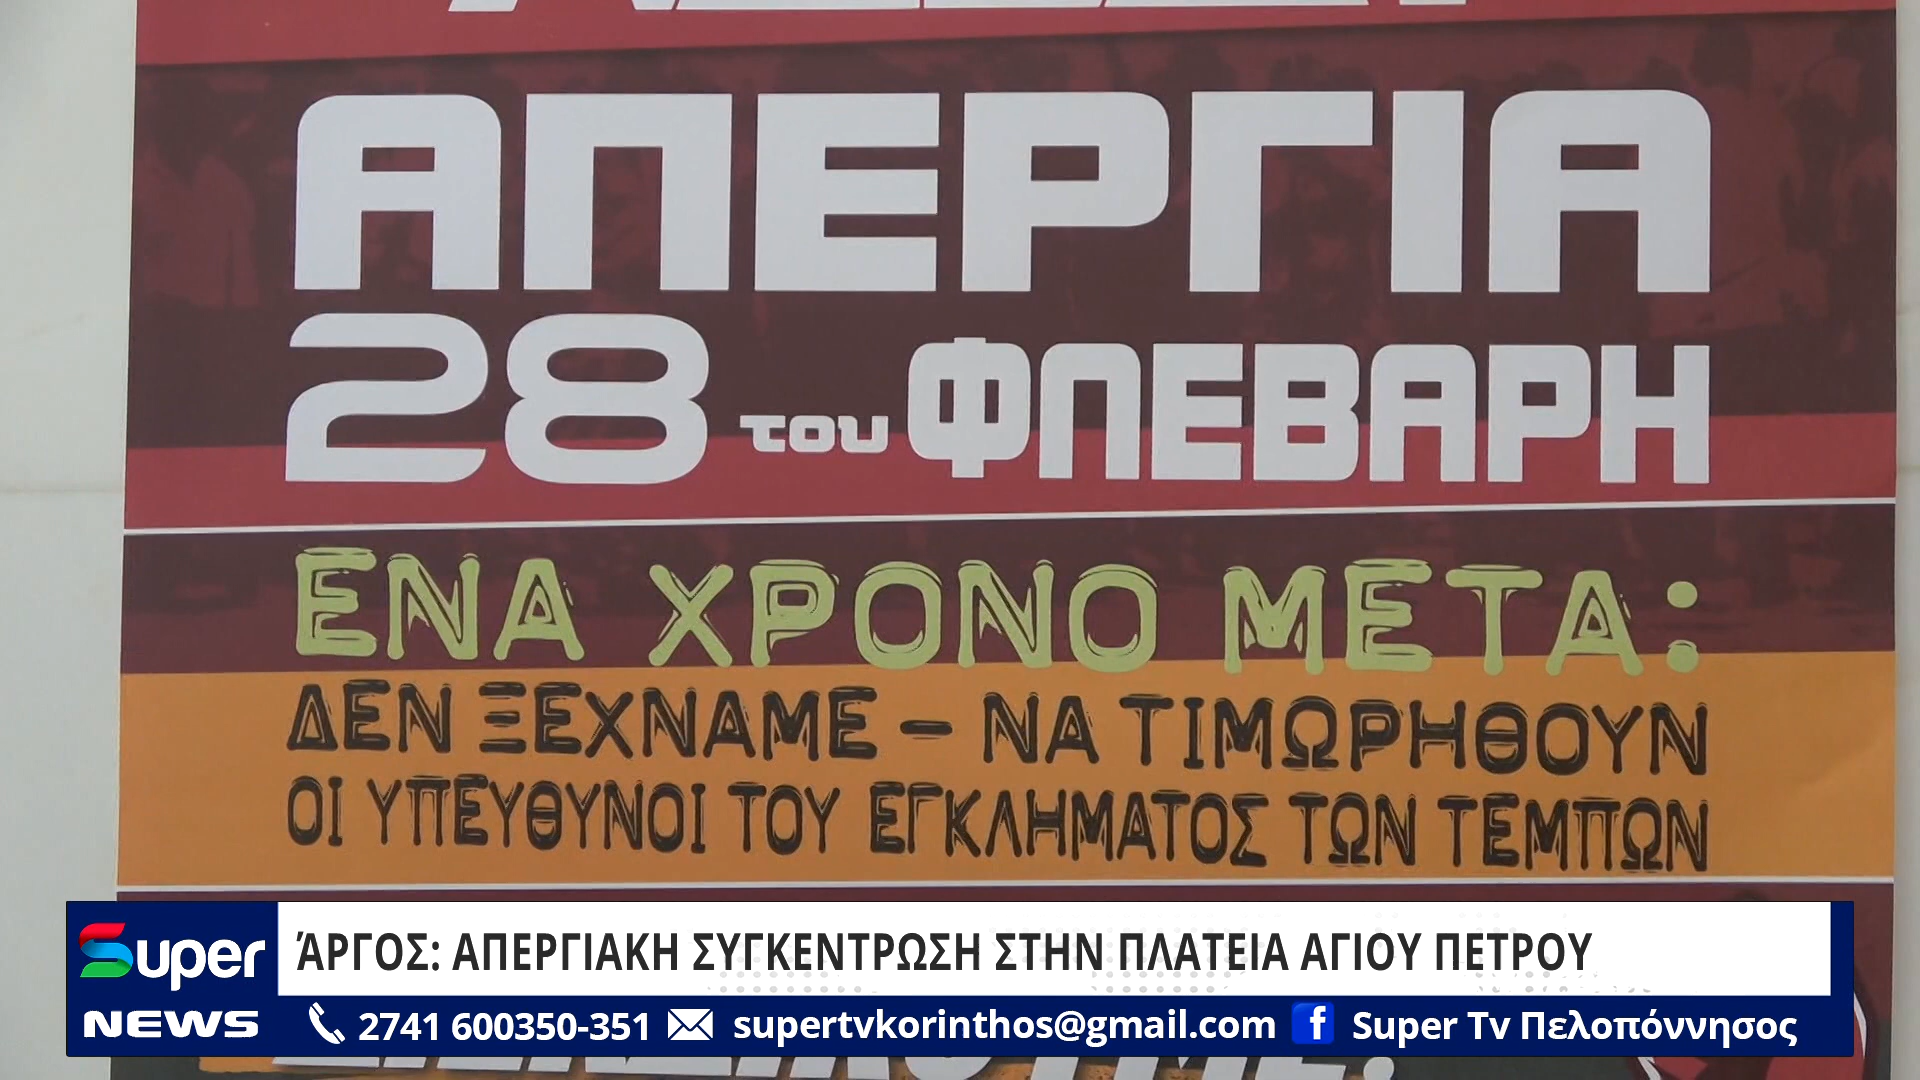 ΑΠΕΡΓΙΑ
28 του ΦΛΕΒΑΡΗ
ΕΝΑ ΧΡΟΝΟ ΜΕΤΑ:
ΔΕΝ ΞΕΧΝΑΜΕ – ΝΑ ΤΙΜΩΡΗΘΟΥΝ
ΟΙ ΥΠΕΥΘΥΝΟΙ ΤΟΥ ΕΓΚΛΗΜΑΤΟΣ ΤΩΝ ΤΕΜΠΩΝ
Super
NEWS
ΆΡΓΟΣ: ΑΠΕΡΓΙΑΚΗ ΣΥΓΚΕΝΤΡΩΣΗ ΣΤΗΝ ΠΛΑΤΕΙΑ ΑΓΙΟΥ ΠΕΤΡΟΥ
2741 600350-351 supertvkorinthos@gmail.com f Super Tv Πελοπόννησος